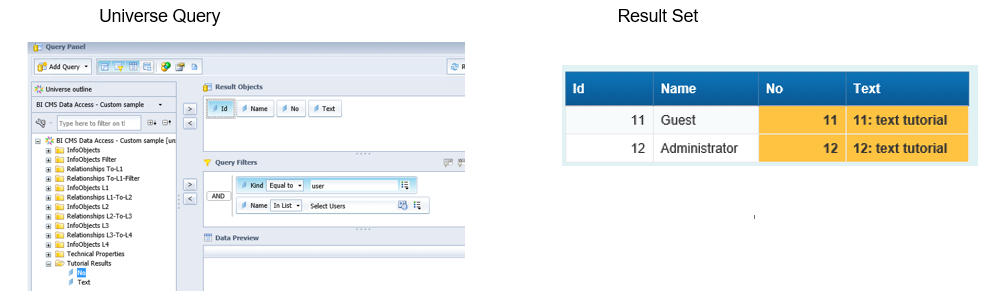 Universe Query
Result Set
Query Panel
Add Query
Universe outline
BI CMS Data Access - Custom sample
Type here to filter on tl
BI CMS Data Access - Custom sample [un
InfoObjects
InfoObjects Filter
Relationships To-L1
Relationships To-L1-Filter
InfoObjects L1
Relationships L1-To-L2
InfoObjects L2
Relationships L2-To-L3
InfoObjects L3
Relationships L3-To-L4
InfoObjects L4
Technical Properties
Tutorial Results
No
Text
Result Objects
Id Name No Text
Query Filters
AND
Kind Equal to user
Name In List Select Users
Data Preview
Id Name No Text
11 Guest 11 11: text tutorial
12 Administrator 12 12: text tutorial